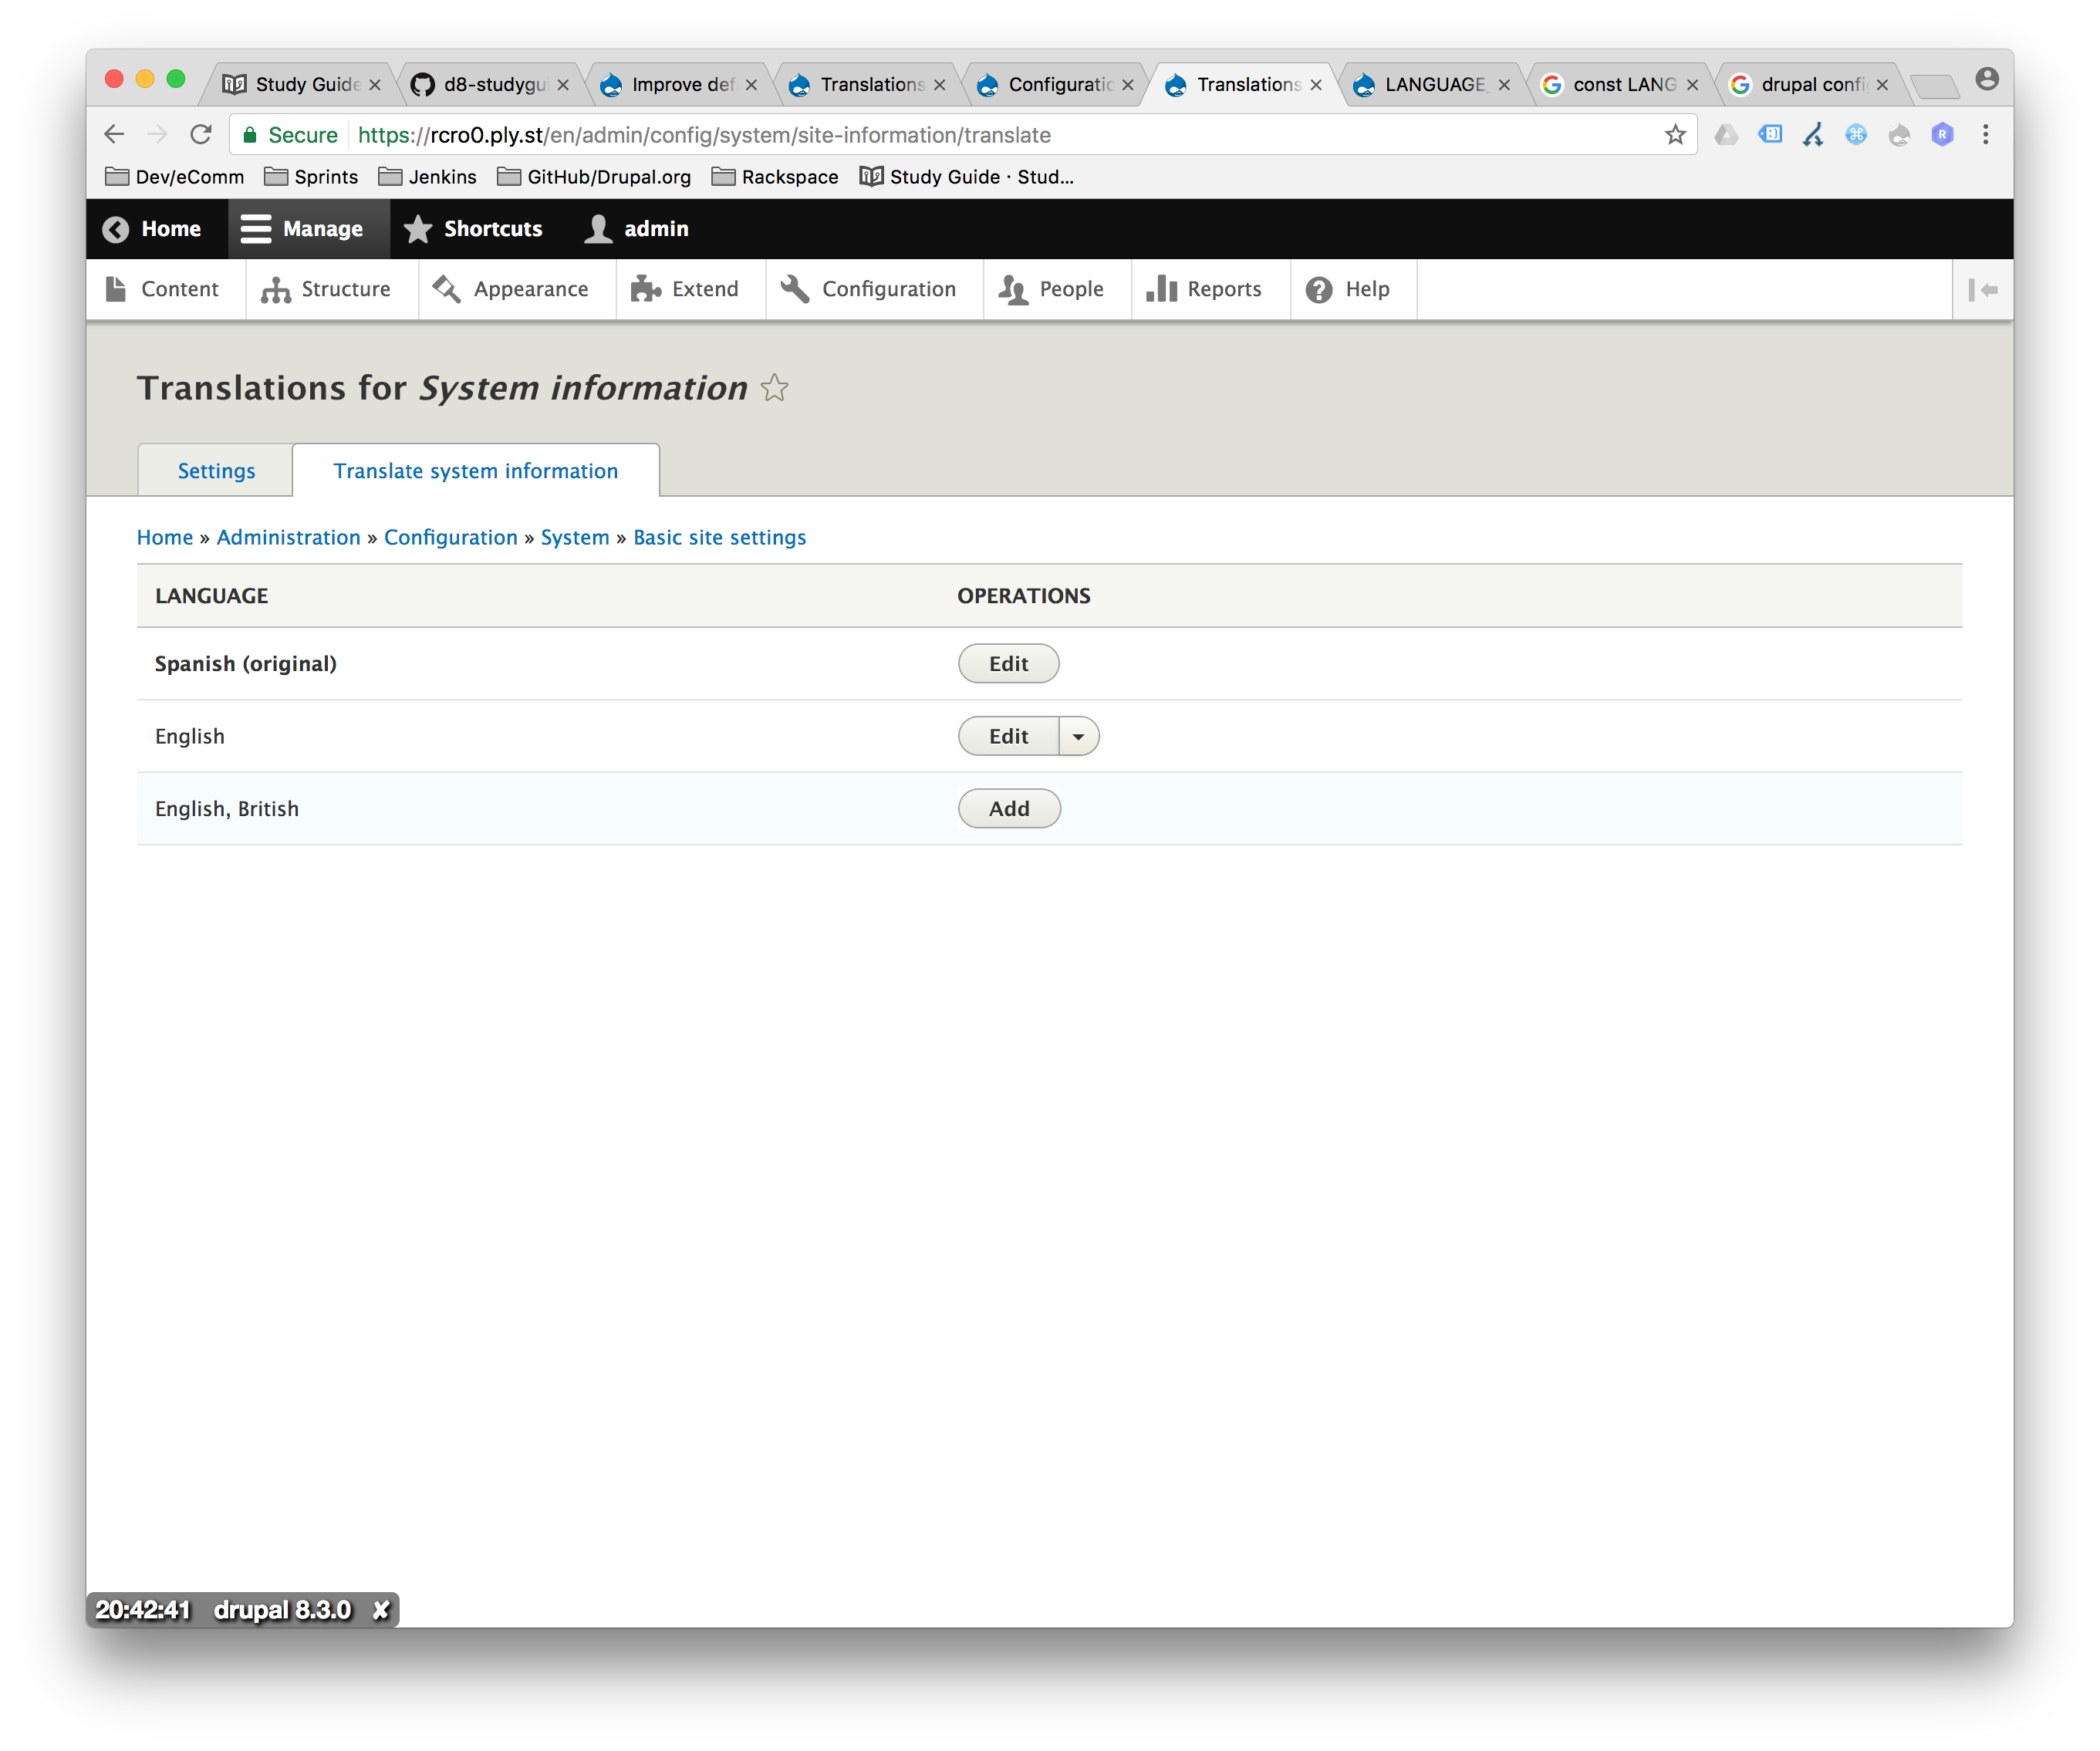 Study Guide d8-studygui Improve def Translations Configuratio Translations LANGUAGE_ const LANG drupal confi
Secure https://rcro0.ply.st/en/admin/config/system/site-information/translate
Dev/eComm Sprints Jenkins GitHub/Drupal.org Rackspace Study Guide · Stud...
Home Manage Shortcuts admin
Content Structure Appearance Extend Configuration People Reports Help
Translations for System information
Settings Translate system information
Home » Administration » Configuration » System » Basic site settings
LANGUAGE OPERATIONS
Spanish (original) Edit
English Edit
English, British Add
20:42:41 drupal 8.3.0 ✘